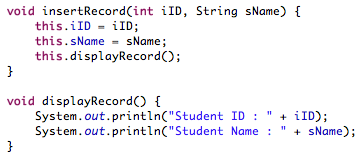 void insertRecord(int iID, String sName) {
    this.iID = iID;
    this.sName = sName;
    this.displayRecord();
}
void displayRecord() {
    System.out.println("Student ID : " + iID);
    System.out.println("Student Name : " + sName);
}